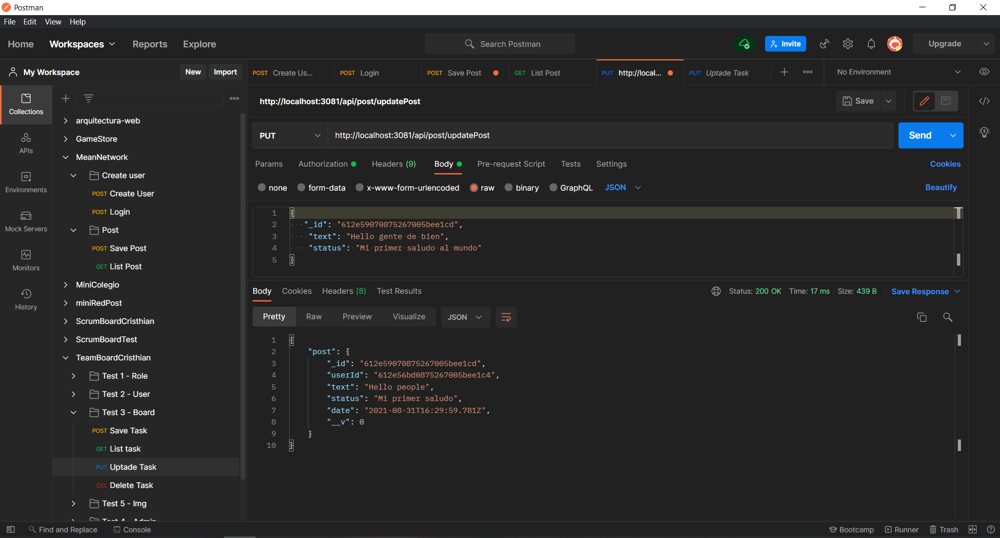 Postman
File Edit View Help
Home Workspaces Reports Explore
Search Postman
Invite
Upgrade
My Workspace
New Import
POST Create Us...
POST Login
POST Save Post
GET List Post
PUT http://local...
PUT Uptade Task
No Environment
Collections
APIs
Environments
Mock Servers
Monitors
History
arquitectura-web
GameStore
MeanNetwork
Create user
POST Create User
POST Login
Post
POST Save Post
GET List Post
MiniColegio
miniRedPost
ScrumBoardCristhian
ScrumBoardTest
TeamBoardCristhian
Test 1 - Role
Test 2 - User
Test 3 - Board
POST Save Task
GET List task
PUT Uptade Task
DEL Delete Task
Test 5 - Img
Test 4 - Admin
http://localhost:3081/api/post/updatePost
Save
PUT http://localhost:3081/api/post/updatePost
Send
Params Authorization Headers (9) Body Pre-request Script Tests Settings
Cookies
none form-data x-www-form-urlencoded raw binary GraphQL JSON
Beautify
1 {
2 "_id": "612e59070875267005bee1cd",
3 "text": "Hello gente de bien",
4 "status": "Mi primer saludo al mundo"
5 }
Body Cookies Headers (8) Test Results
Status: 200 OK Time: 17 ms Size: 439 B
Save Response
Pretty Raw Preview Visualize JSON
1 {
2 "post": {
3 "_id": "612e59070875267005bee1cd",
4 "userId": "612e56bd0875267005bee1c4",
5 "text": "Hello people",
6 "status": "Mi primer saludo",
7 "date": "2021-08-31T16:29:59.781Z",
8 "__v": 0
9 }
10 }
Find and Replace Console
Bootcamp Runner Trash